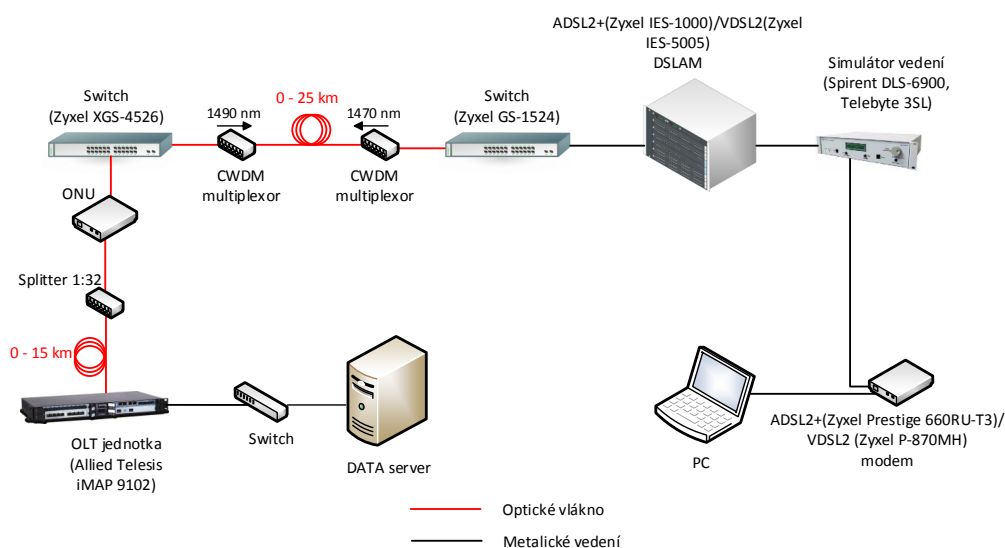 ADSL2+(Zyxel IES-1000)/VDSL2(Zyxel
IES-5005)
DSLAM
Simulátor vedení
(Spirent DLS-6900,
Telebyte 3SL)
Switch
(Zyxel XGS-4526)
1490 nm
0 - 25 km
1470 nm
Switch
(Zyxel GS-1524)
CWDM
multiplexor
CWDM
multiplexor
ONU
Splitter 1:32
0 - 15 km
OLT jednotka
(Allied Telesis
iMAP 9102)
Switch
DATA server
PC
ADSL2+(Zyxel Prestige 660RU-T3)/
VDSL2 (Zyxel P-870MH)
modem
Optické vlákno
Metalické vedení